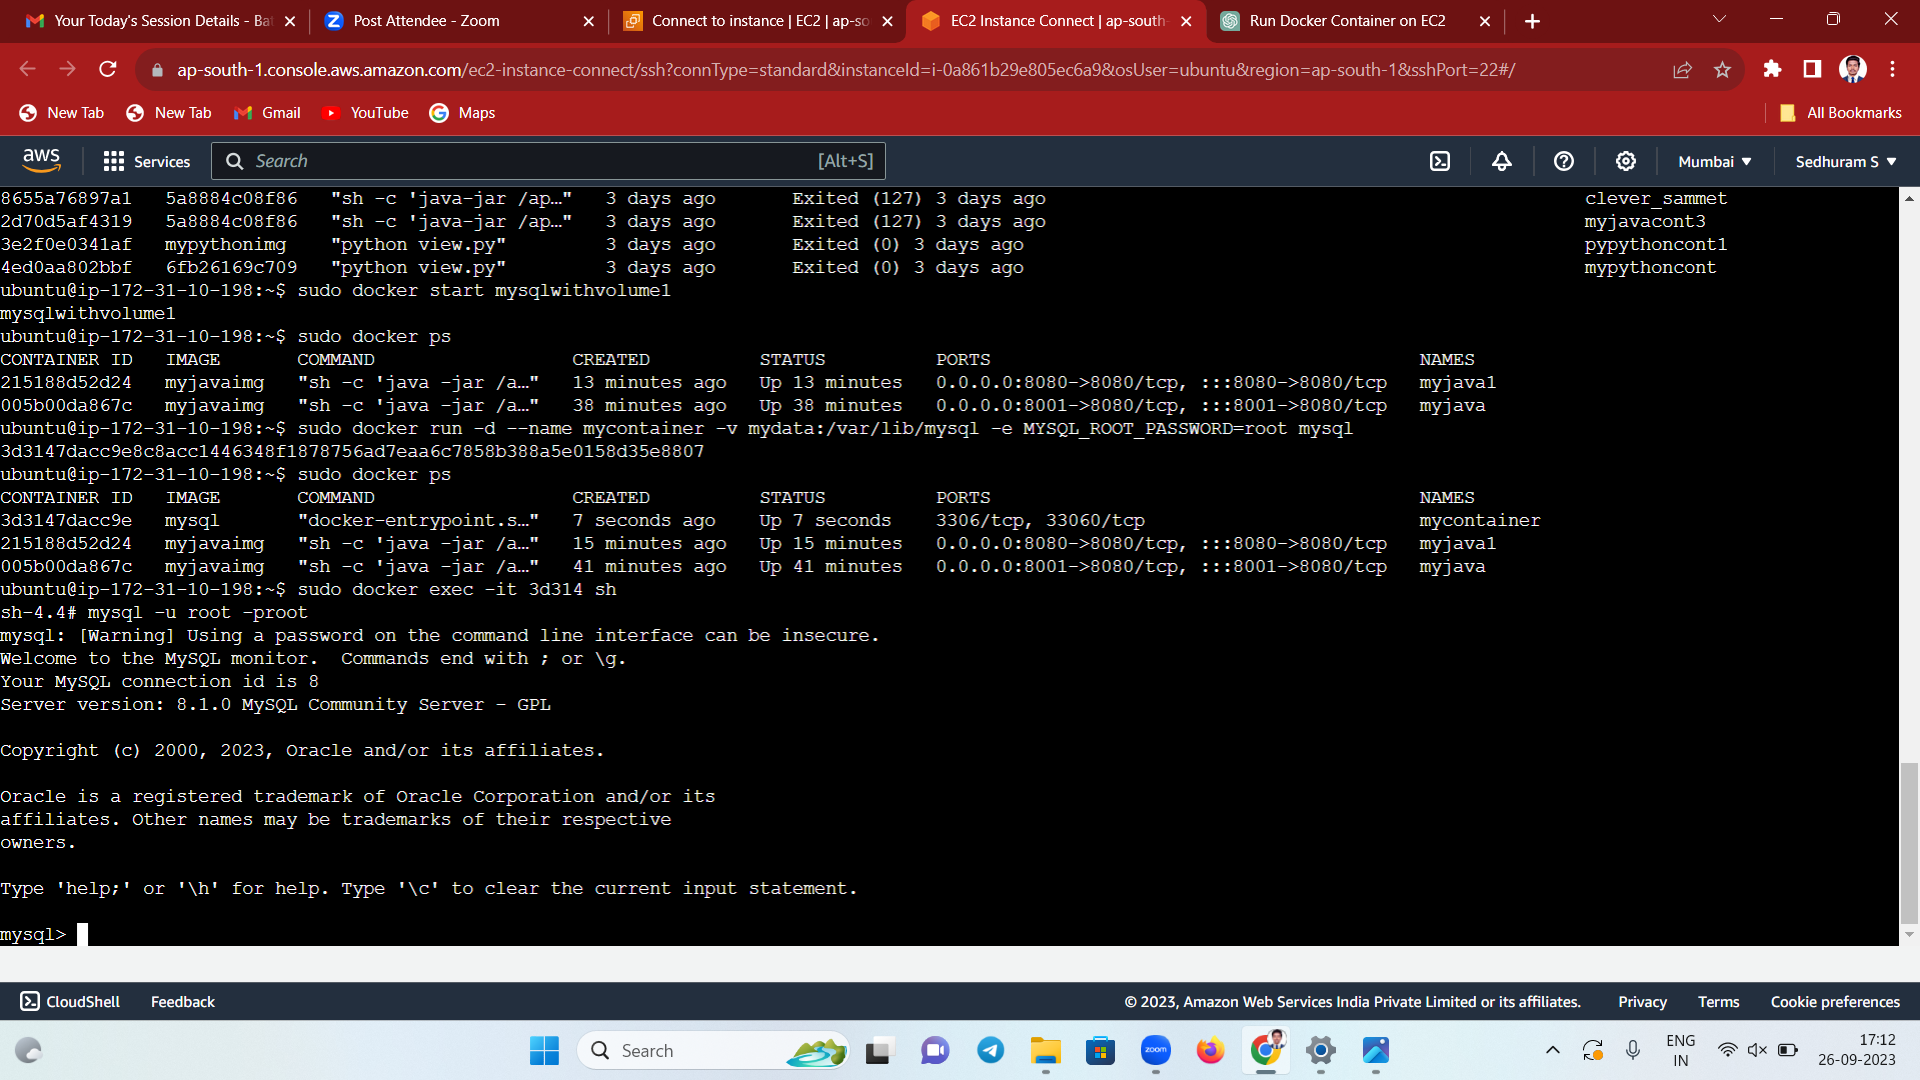 Your Today's Session Details - Bat
Post Attendee - Zoom
Connect to instance | EC2 | ap-so
EC2 Instance Connect | ap-south-
Run Docker Container on EC2
ap-south-1.console.aws.amazon.com/ec2-instance-connect/ssh?connType=standard&instanceId=i-0a861b29e805ec6a9&osUser=ubuntu&region=ap-south-1&sshPort=22#/
New Tab New Tab Gmail YouTube Maps All Bookmarks
aws Services Search [Alt+S] Mumbai Sedhuram S
8655a76897a1 5a8884c08f86 "sh -c 'java-jar /ap…" 3 days ago Exited (127) 3 days ago clever_sammet
2d70d5af4319 5a8884c08f86 "sh -c 'java-jar /ap…" 3 days ago Exited (127) 3 days ago myjavacont3
3e2f0e0341af mypythonimg "python view.py" 3 days ago Exited (0) 3 days ago pypythoncont1
4ed0aa802bbf 6fb26169c709 "python view.py" 3 days ago Exited (0) 3 days ago mypythoncont
ubuntu@ip-172-31-10-198:~$ sudo docker start mysqlwithvolume1
mysqlwithvolume1
ubuntu@ip-172-31-10-198:~$ sudo docker ps
CONTAINER ID IMAGE COMMAND CREATED STATUS PORTS NAMES
215188d52d24 myjavaimg "sh -c 'java -jar /a…" 13 minutes ago Up 13 minutes 0.0.0.0:8080->8080/tcp, :::8080->8080/tcp myjava1
005b00da867c myjavaimg "sh -c 'java -jar /a…" 38 minutes ago Up 38 minutes 0.0.0.0:8001->8080/tcp, :::8001->8080/tcp myjava
ubuntu@ip-172-31-10-198:~$ sudo docker run -d --name mycontainer -v mydata:/var/lib/mysql -e MYSQL_ROOT_PASSWORD=root mysql
3d3147dacc9e8c8acc1446348f1878756ad7eaa6c7858b388a5e0158d35e8807
ubuntu@ip-172-31-10-198:~$ sudo docker ps
CONTAINER ID IMAGE COMMAND CREATED STATUS PORTS NAMES
3d3147dacc9e mysql "docker-entrypoint.s…" 7 seconds ago Up 7 seconds 3306/tcp, 33060/tcp mycontainer
215188d52d24 myjavaimg "sh -c 'java -jar /a…" 15 minutes ago Up 15 minutes 0.0.0.0:8080->8080/tcp, :::8080->8080/tcp myjava1
005b00da867c myjavaimg "sh -c 'java -jar /a…" 41 minutes ago Up 41 minutes 0.0.0.0:8001->8080/tcp, :::8001->8080/tcp myjava
ubuntu@ip-172-31-10-198:~$ sudo docker exec -it 3d314 sh
sh-4.4# mysql -u root -proot
mysql: [Warning] Using a password on the command line interface can be insecure.
Welcome to the MySQL monitor.  Commands end with ; or \g.
Your MySQL connection id is 8
Server version: 8.1.0 MySQL Community Server - GPL
Copyright (c) 2000, 2023, Oracle and/or its affiliates.
Oracle is a registered trademark of Oracle Corporation and/or its
affiliates. Other names may be trademarks of their respective
owners.
Type 'help;' or '\h' for help. Type '\c' to clear the current input statement.
mysql>
CloudShell Feedback © 2023, Amazon Web Services India Private Limited or its affiliates. Privacy Terms Cookie preferences
Search zoom ENG 17:12
IN 26-09-2023